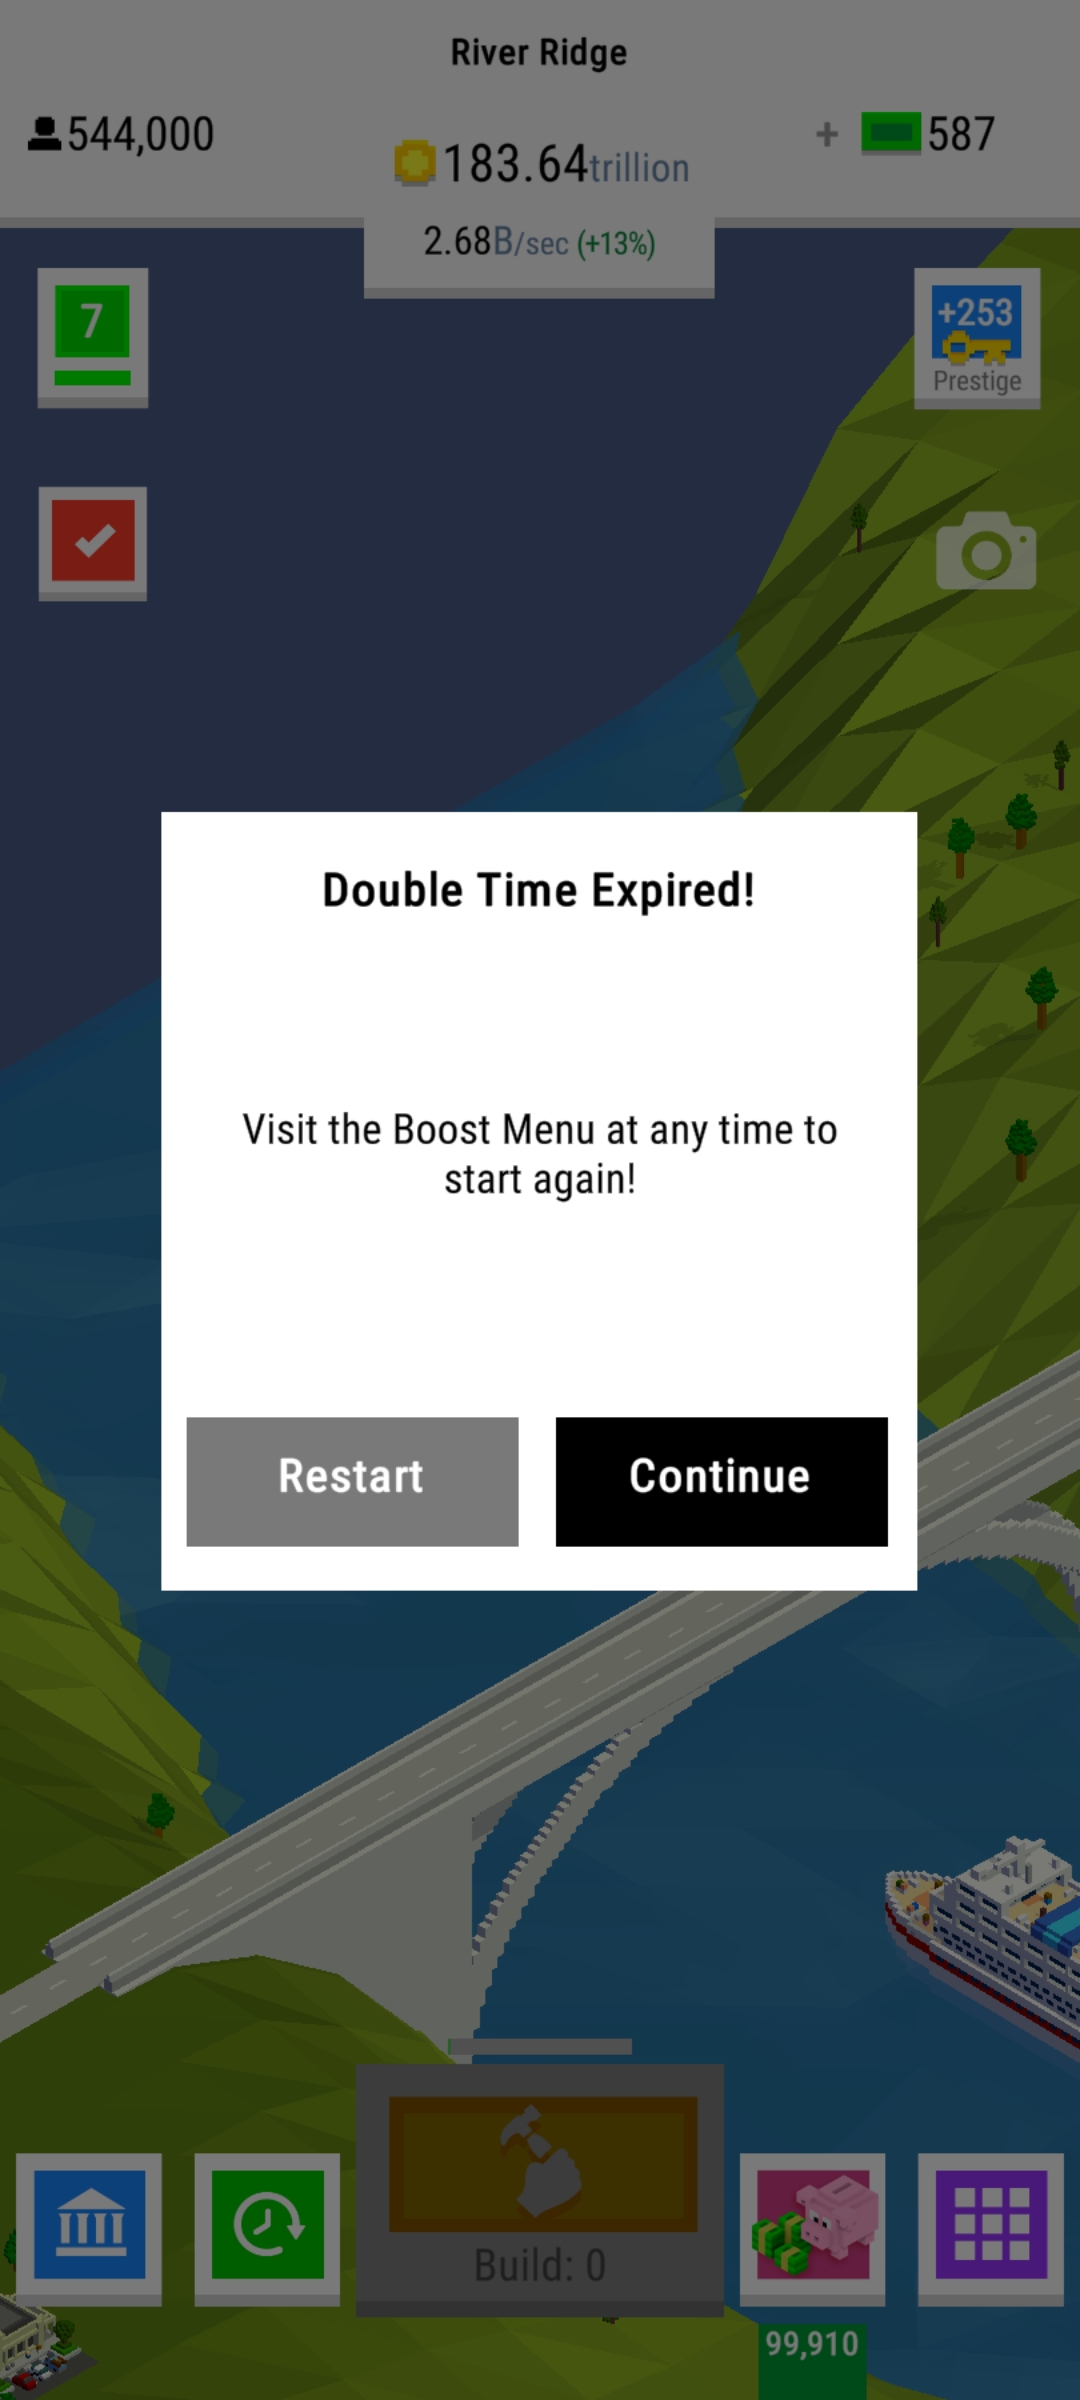 River Ridge
544,000
183.64trillion
+ 587
2.68B/sec (+13%)
7
+253
Prestige
Double Time Expired!
Visit the Boost Menu at any time to
start again!
Restart
Continue
Build: 0
99,910